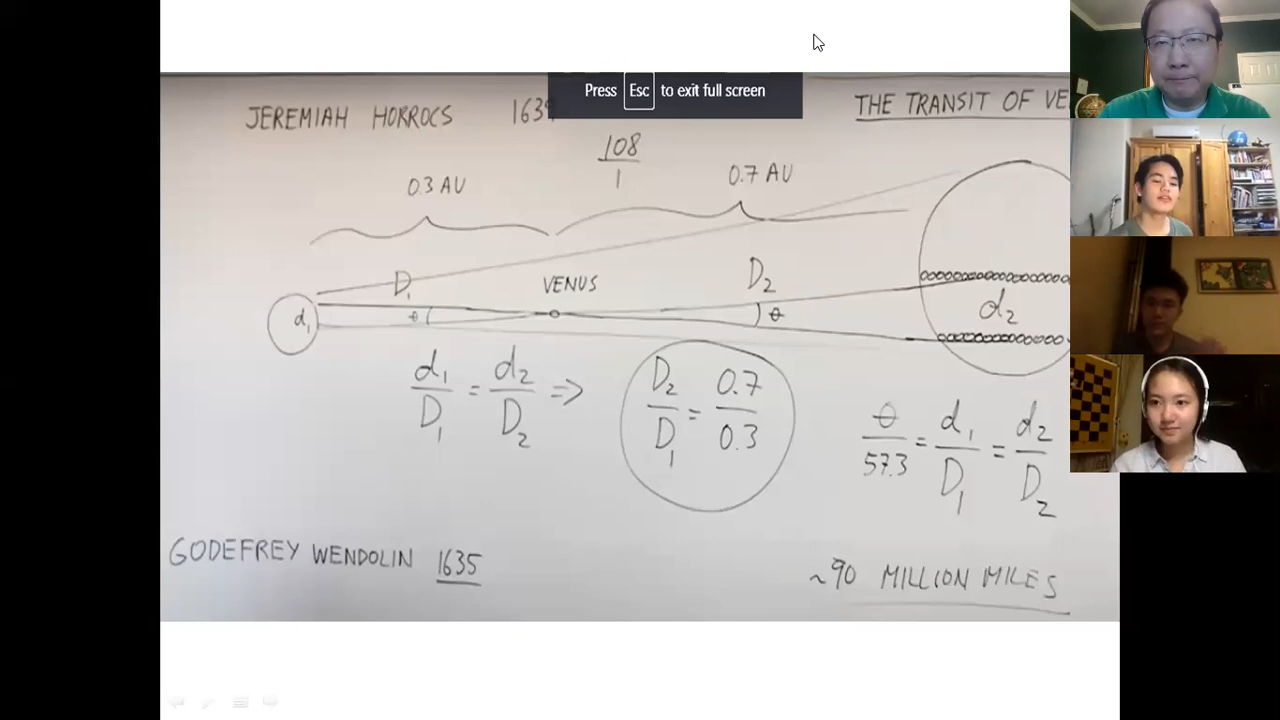 Press Esc to exit full screen
JEREMIAH HORROCS 1639
THE TRANSIT OF VE
108
1
0.3 AU
0.7 AU
D1
VENUS
D2
d1
θ
θ
d2
d1/D1 = d2/D2 =>
D2/D1 = 0.7/0.3
θ/57.3 = d1/D1 = d2/D2
GODEFREY WENDOLIN 1635
~90 MILLION MILES